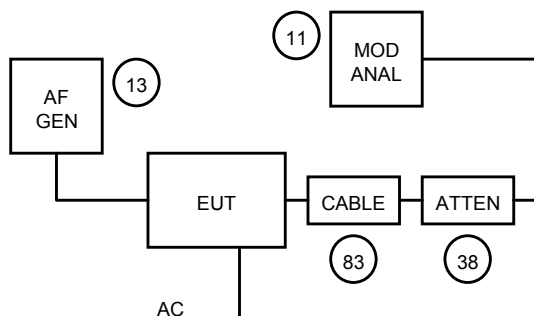 11
MOD
ANAL
13
AF
GEN
EUT
CABLE
ATTEN
83
38
AC